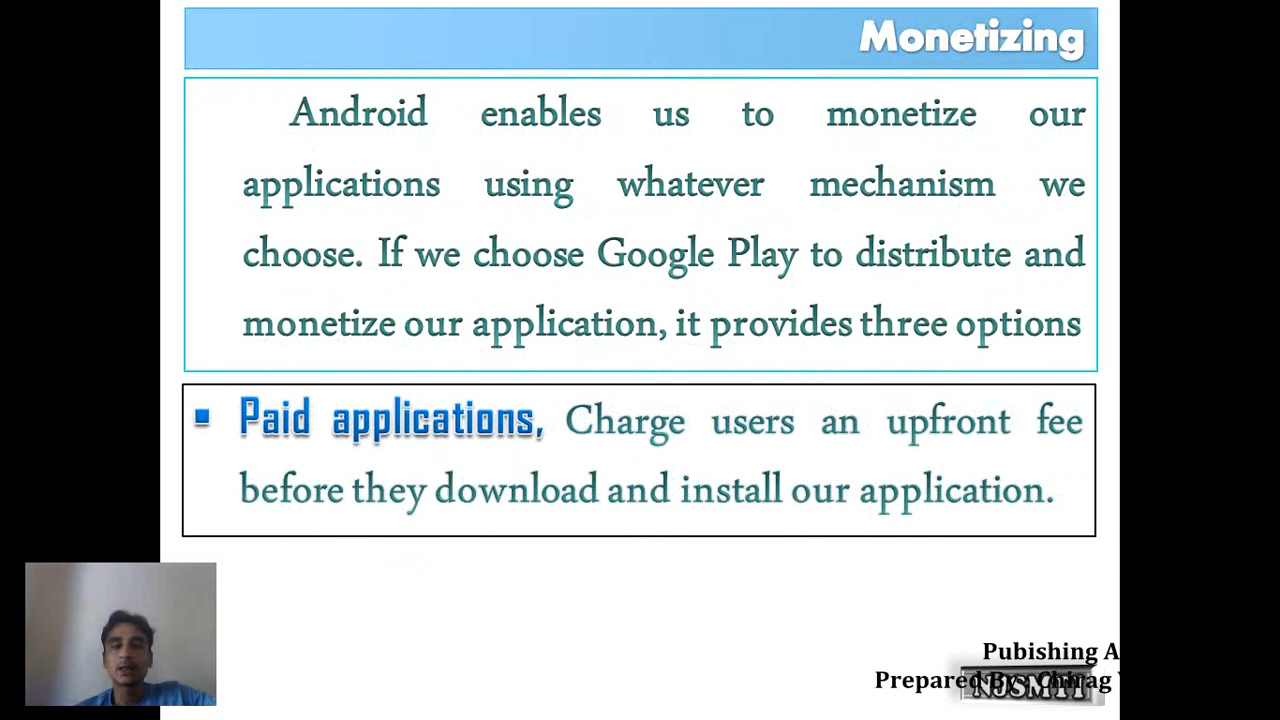 Monetizing
Android enables us to monetize our
applications using whatever mechanism we
choose. If we choose Google Play to distribute and
monetize our application, it provides three options
Paid applications, Charge users an upfront fee
before they download and install our application.
Pubishing A
Prepared By : Chirag
NJSMTI